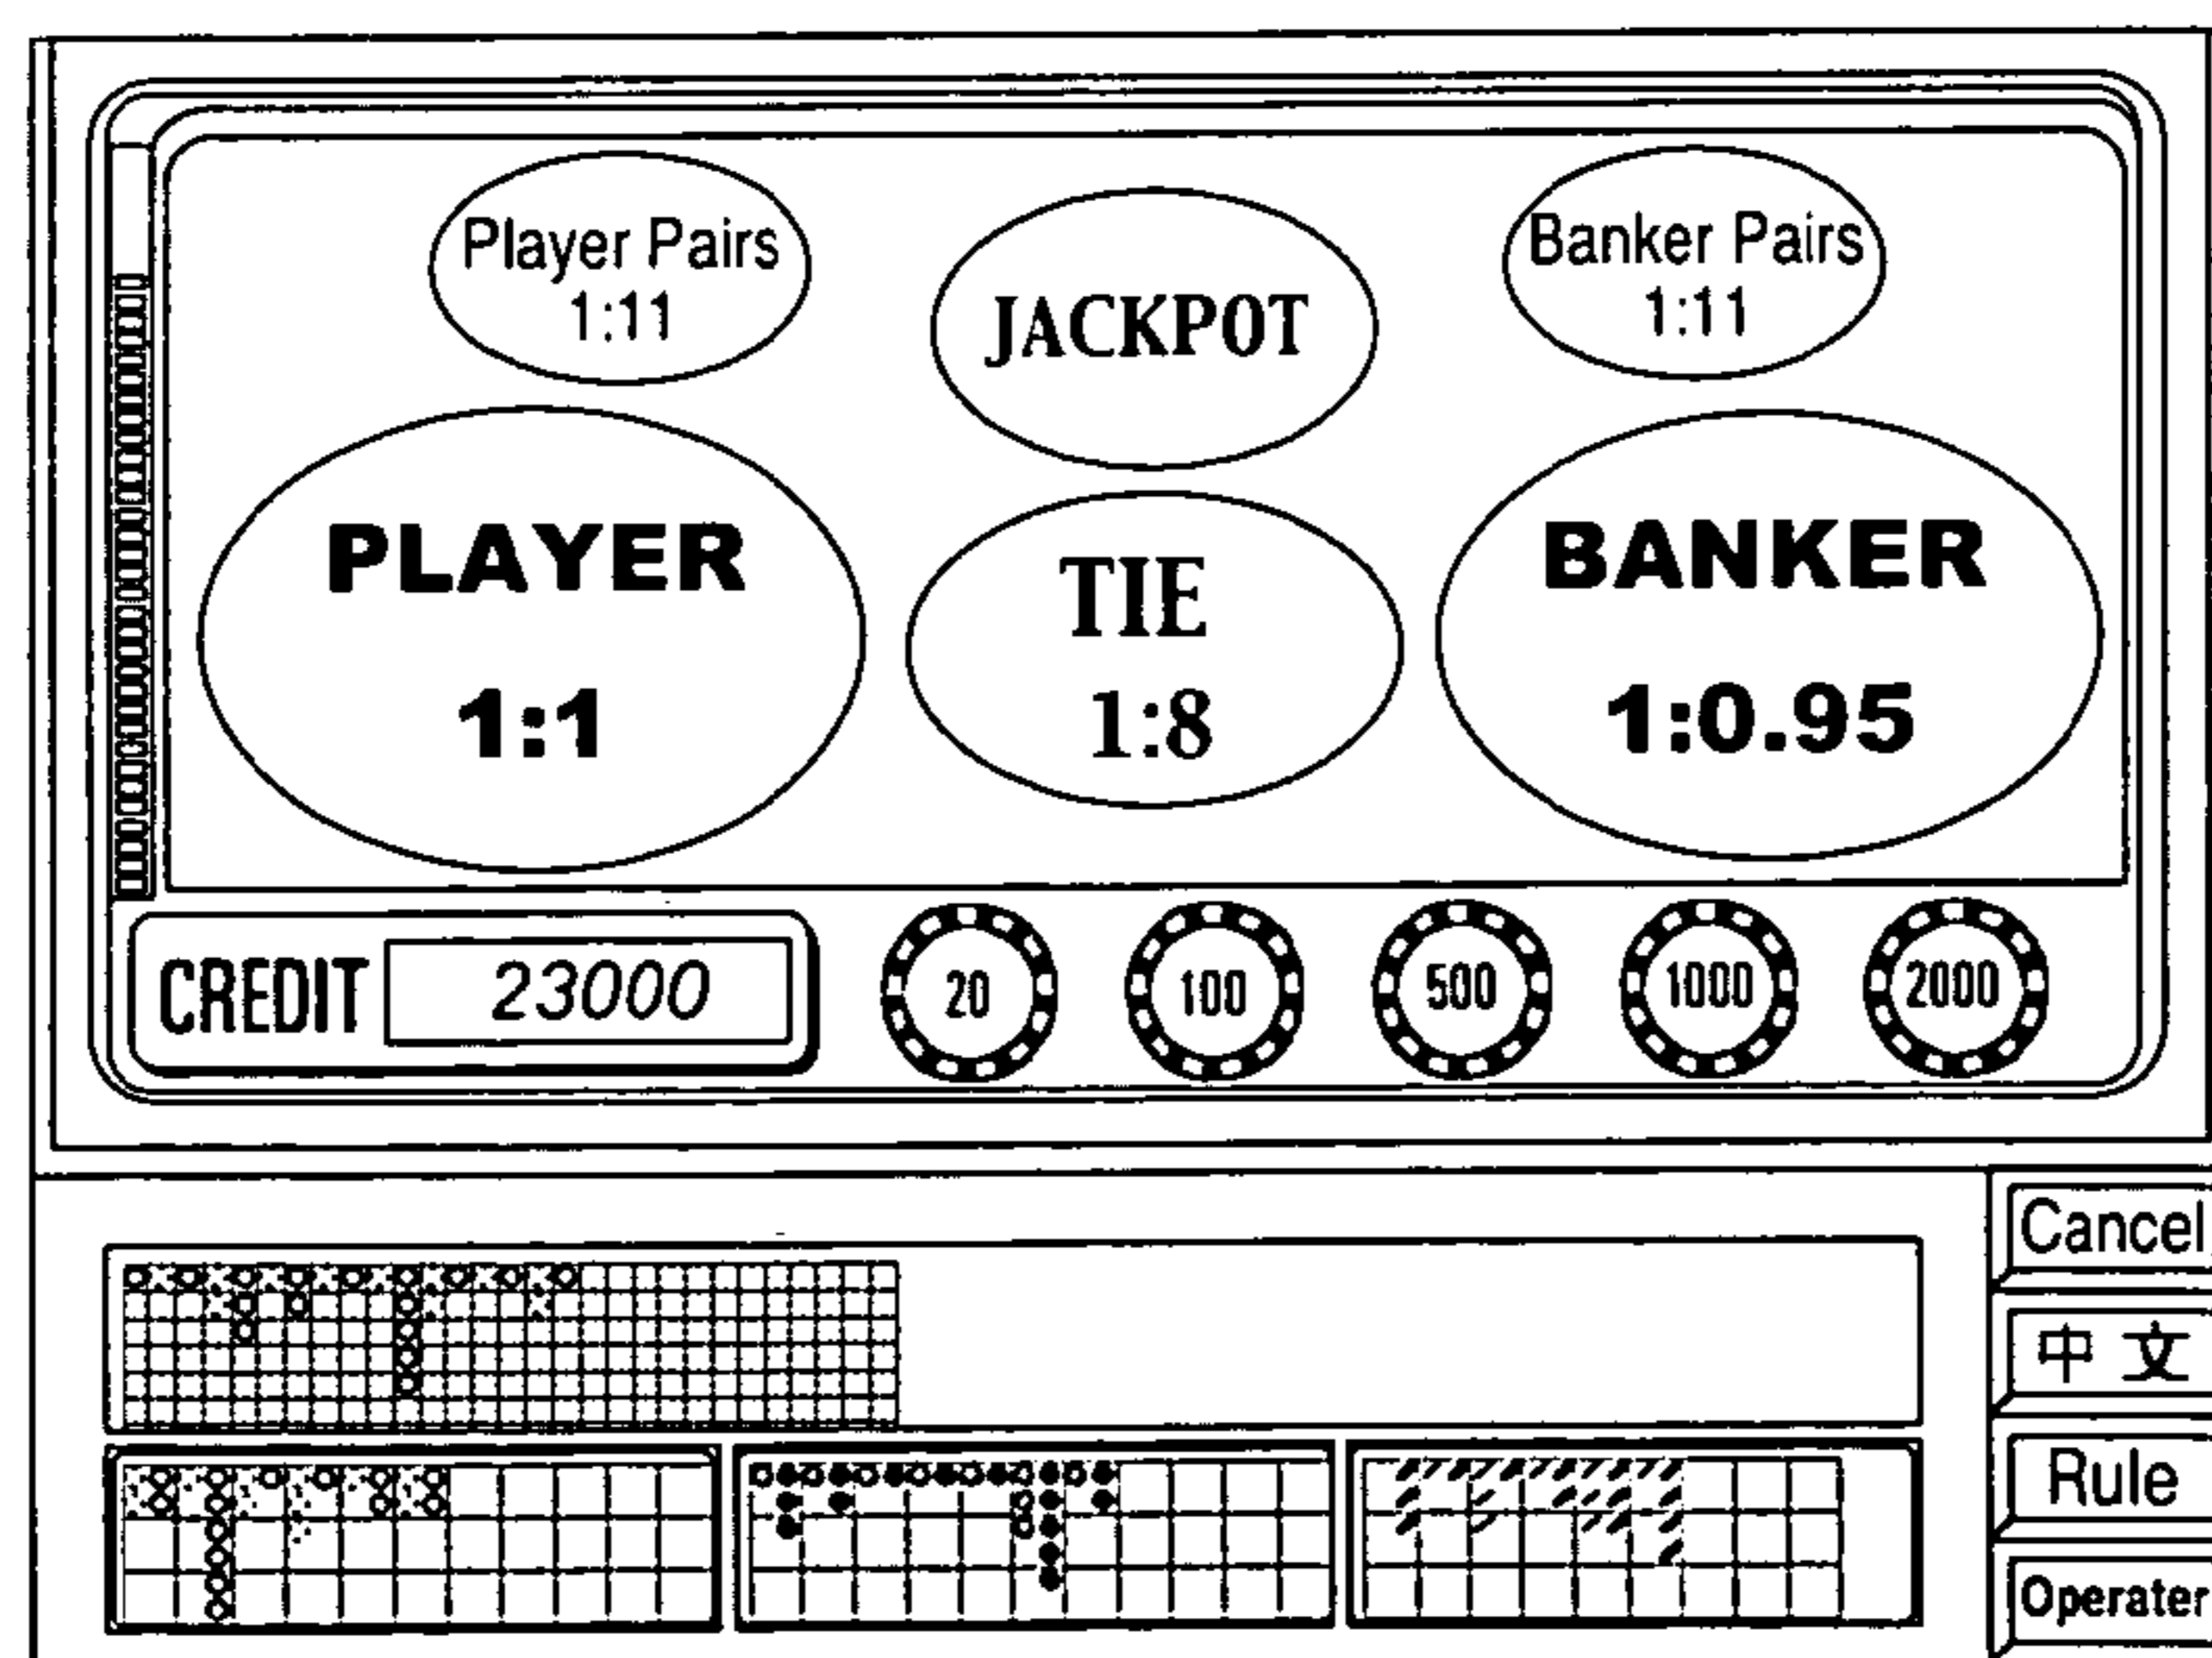 Player Pairs
1:11
JACKPOT
Banker Pairs
1:11
PLAYER
1:1
TIE
1:8
BANKER
1:0.95
CREDIT 23000
20
100
500
1000
2000
Cancel
中文
Rule
Operater